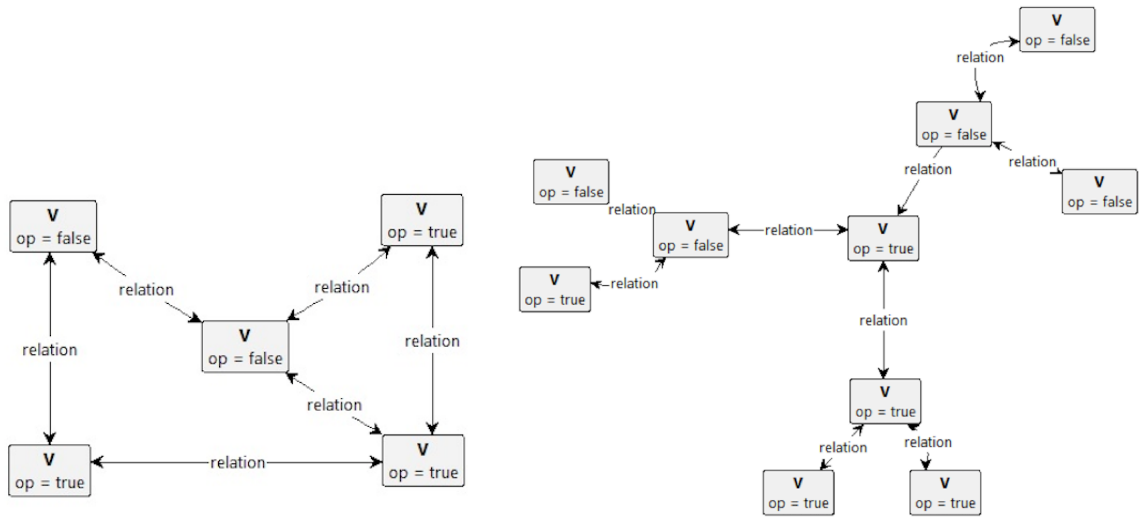 V
op = false
relation
V
op = true
relation
relation
V
op = false
relation
relation
relation
V
op = true
relation
V
op = true
V
op = false
relation
V
op = false
relation
V
op = false
relation
V
op = false
relation
V
op = false
relation
V
op = true
V
op = true
relation
relation
V
op = true
relation
relation
V
op = true
V
op = true